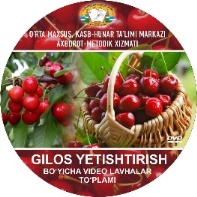 O'RTA MAXSUS, KASB-HUNAR TA'LIMI MARKAZI
AXBOROT-METODIK XIZMATI
DVD
GILOS YETISHTIRISH
BO'YICHA VIDEO LAVHALAR
TO'PLAMI